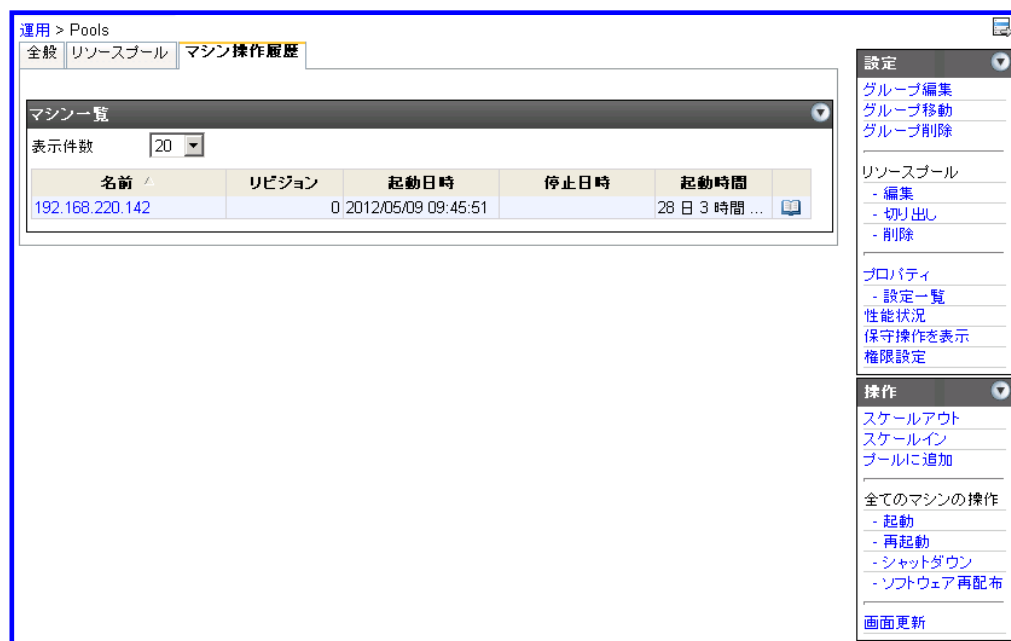 運用 > Pools
全般 リソースプール マシン操作履歴
マシン一覧
表示件数 20
名前 リビジョン 起動日時 停止日時 起動時間
192.168.220.142 0 2012/05/09 09:45:51 28 日 3 時間 ...
設定
グループ編集
グループ移動
グループ削除
リソースプール
- 編集
- 切り出し
- 削除
プロパティ
- 設定一覧
性能状況
保守操作を表示
権限設定
操作
スケールアウト
スケールイン
プールに追加
全てのマシンの操作
- 起動
- 再起動
- シャットダウン
- ソフトウェア再配布
画面更新